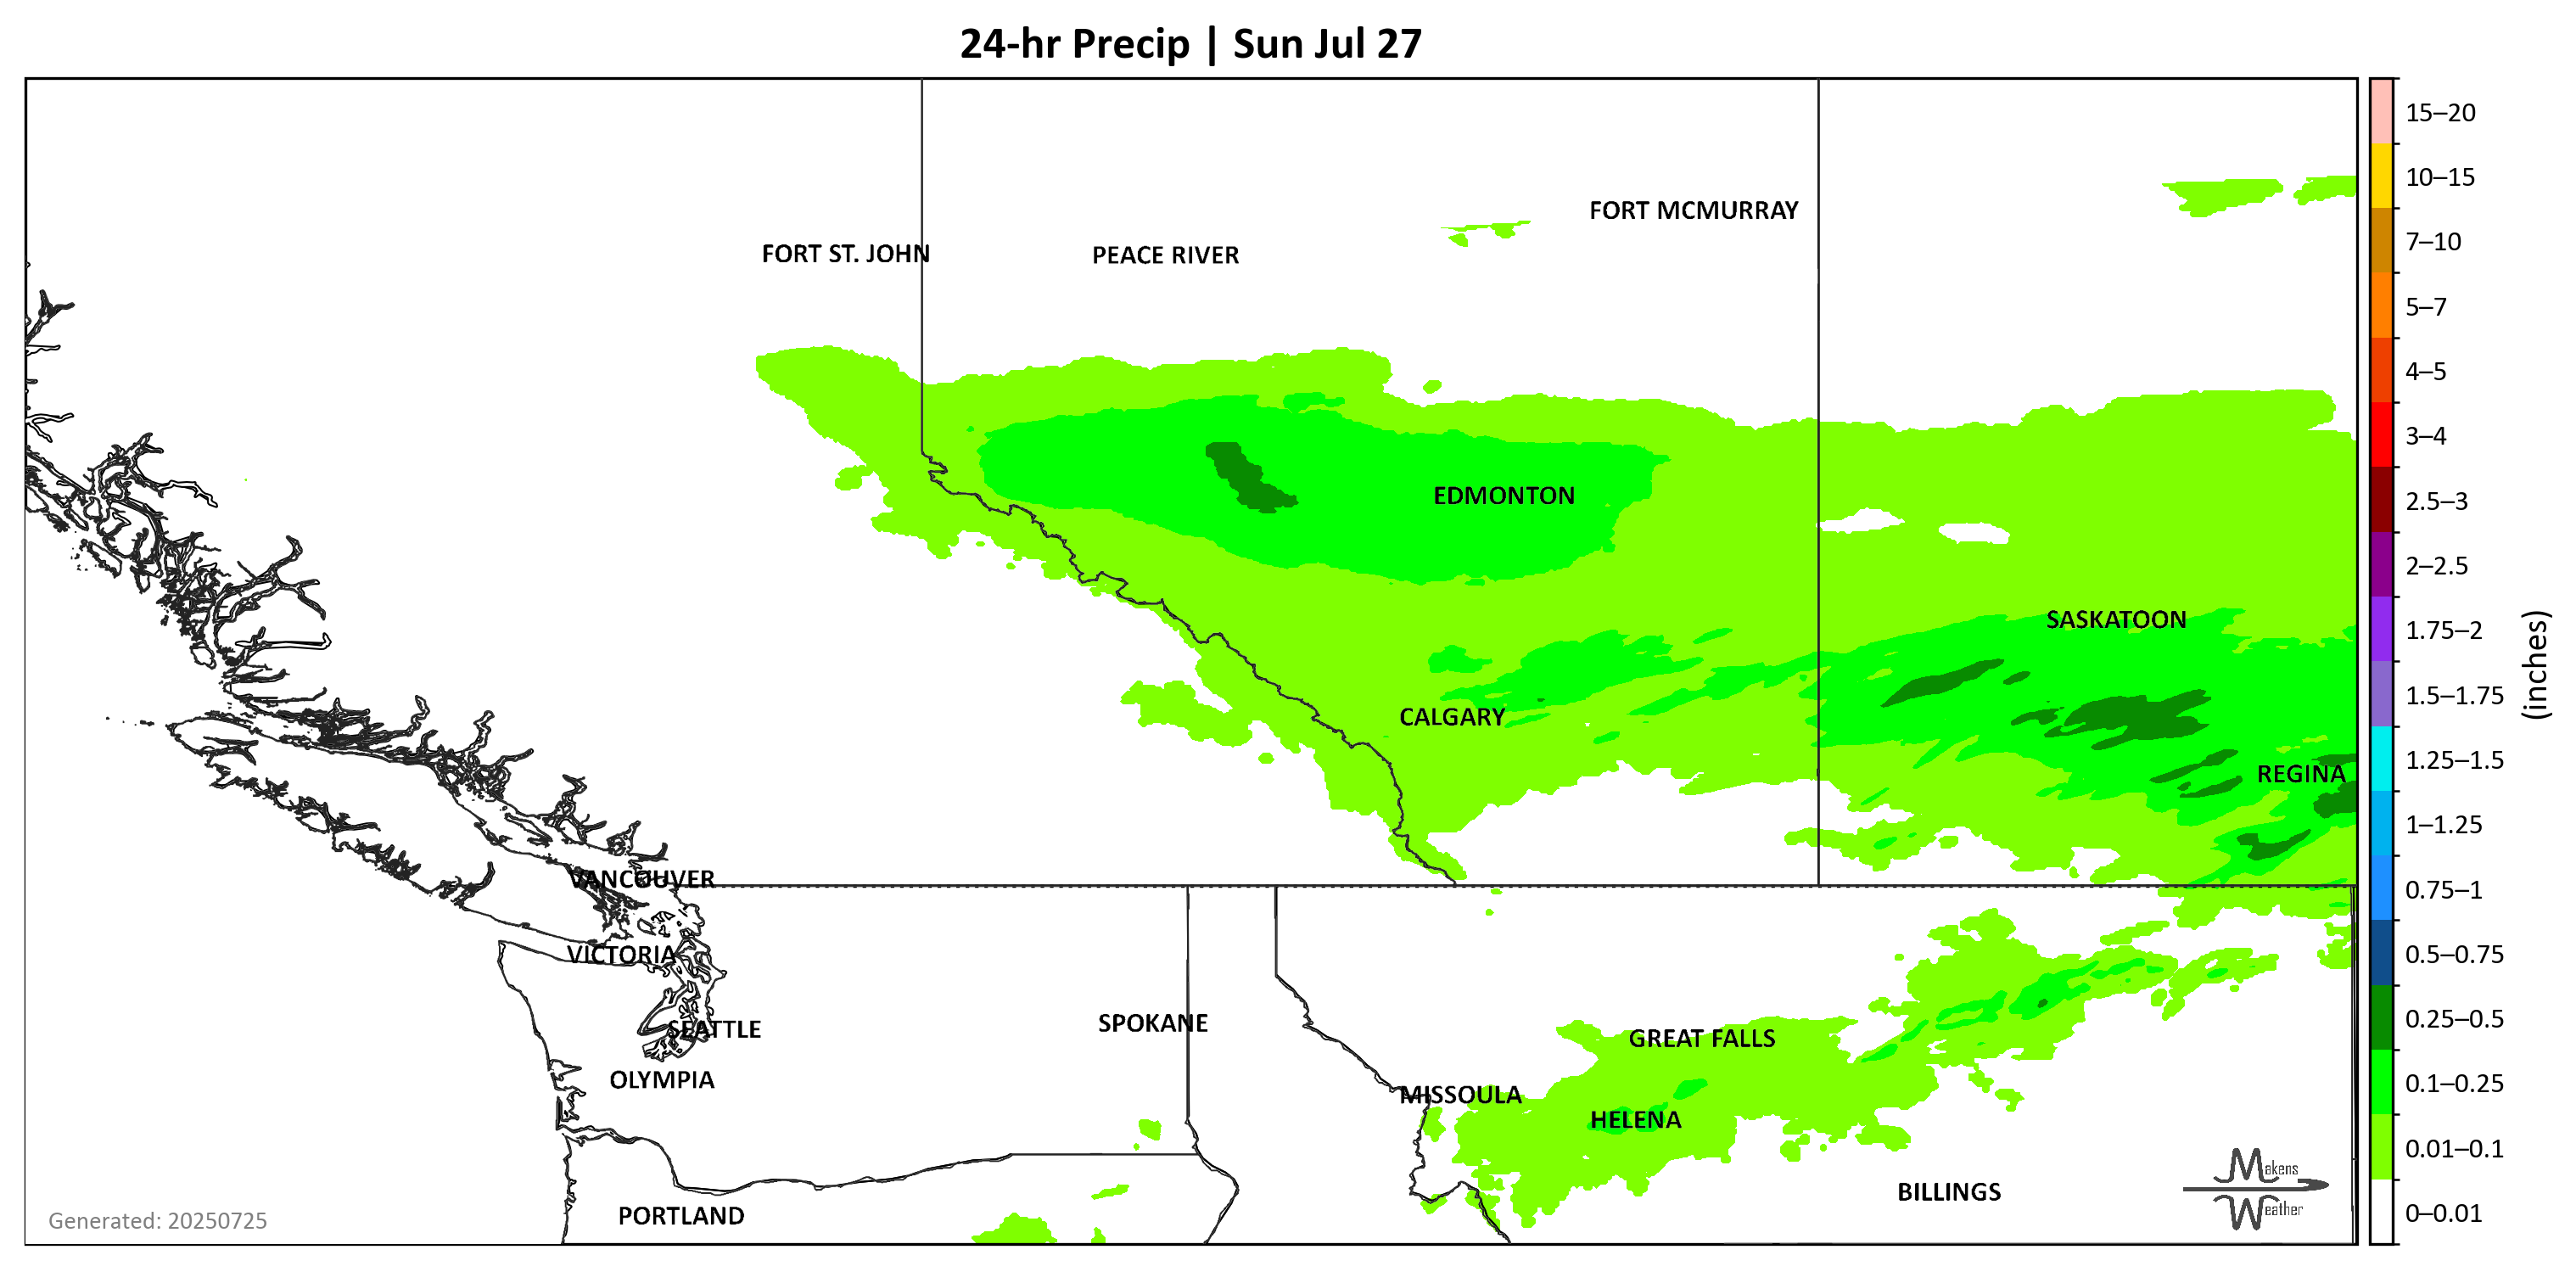 24-hr Precip | Sun Jul 27
FORT MCMURRAY
FORT ST. JOHN
PEACE RIVER
EDMONTON
SASKATOON
CALGARY
REGINA
VANCOUVER
VICTORIA
SPOKANE
SEATTLE
GREAT FALLS
OLYMPIA
MISSOULA
HELENA
BILLINGS
PORTLAND
Generated: 20250725
Makens
Weather
15–20
10–15
7–10
5–7
4–5
3–4
2.5–3
2–2.5
1.75–2
1.5–1.75
1.25–1.5
1–1.25
0.75–1
0.5–0.75
0.25–0.5
0.1–0.25
0.01–0.1
0–0.01
(inches)